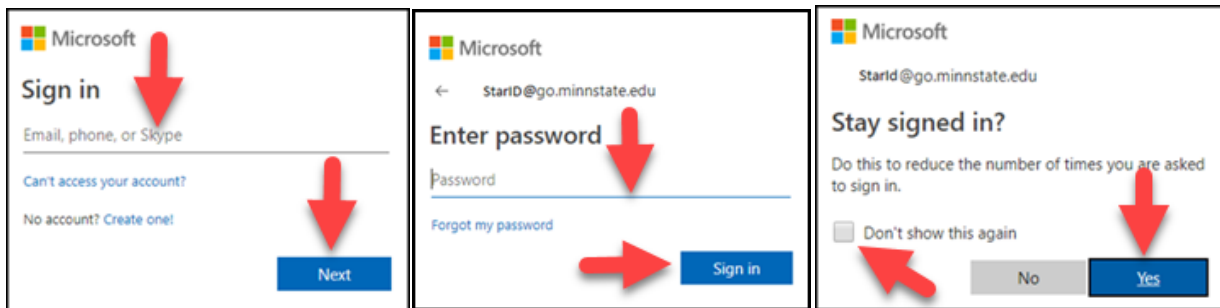 Microsoft
Sign in
Email, phone, or Skype
Can't access your account?
No account? Create one!
Next
Microsoft
← StarID@go.minnstate.edu
Enter password
Password
Forgot my password
Sign in
Microsoft
StarId@go.minnstate.edu
Stay signed in?
Do this to reduce the number of times you are asked
to sign in.
Don't show this again
No
Yes